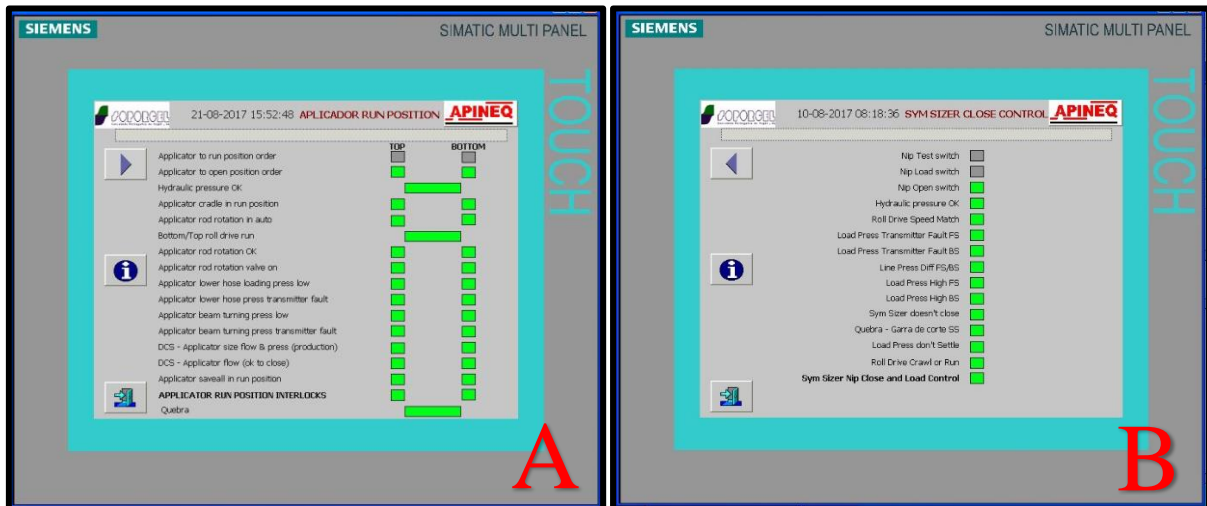 SIEMENS
SIMATIC MULTI PANEL
TOUCH
21-08-2017 15:52:48 APLICADOR RUN POSITION
APINEQ
TOP BOTTOM
Applicator to run position order
Applicator to open position order
Hydraulic pressure OK
Applicator cradle in run position
Applicator rod rotation in auto
Bottom/Top roll drive run
Applicator rod rotation OK
Applicator rod rotation valve on
Applicator lower hose loading press low
Applicator lower hose press transmitter fault
Applicator beam turning press low
Applicator beam turning press transmitter fault
DCS - Applicator size flow & press (production)
DCS - Applicator flow (ok to close)
Applicator saveall in run position
APPLICATOR RUN POSITION INTERLOCKS
Quebra
A
SIEMENS
SIMATIC MULTI PANEL
TOUCH
10-08-2017 08:18:36 SYM SIZER CLOSE CONTROL
APINEQ
Nip Test switch
Nip Load switch
Nip Open switch
Hydraulic pressure OK
Roll Drive Speed Match
Load Press Transmitter Fault FS
Load Press Transmitter Fault BS
Line Press Diff FS/BS
Load Press High FS
Load Press High BS
Sym Sizer doesn't close
Quebra - Garra de corte SS
Load Press don't Settle
Roll Drive Crawl or Run
Sym Sizer Nip Close and Load Control
B